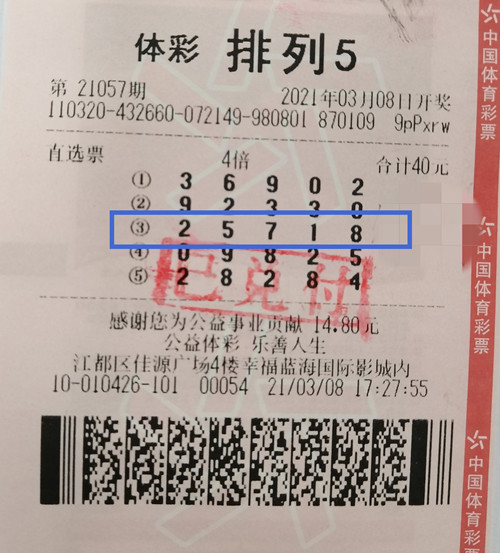 体彩 排列5
第 21057期 2021年03月08日开奖
110320-432660-072149-980801 870109 9pPxrw
直选票 4倍 合计40元
① 3 6 9 0 2
② 9 2 3 3 0
③ 2 5 7 1 8
④ 0 9 8 2 5
⑤ 2 8 2 8 4
已兑付
感谢您为公益事业贡献 14.80元
公益体彩 乐善人生
江都区佳源广场4楼幸福蓝海国际影城内
10-010426-101 00054 21/03/08 17:27:55
中国体育彩票
中国体育彩票
中国体育彩票